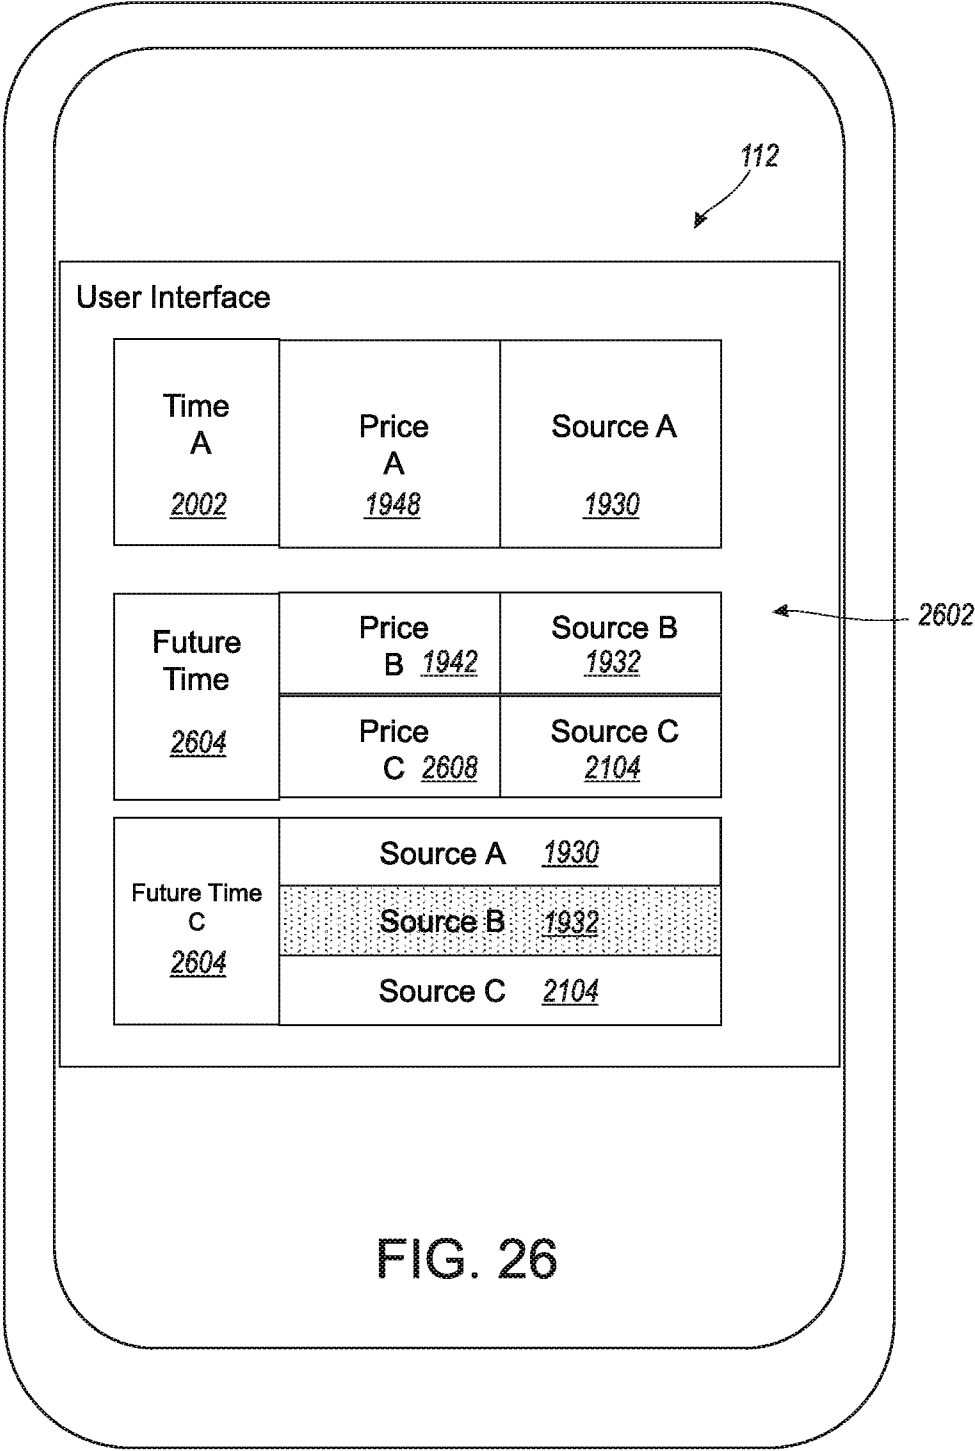 112
User Interface
Time
A
2002
Price
A
1948
Source A
1930
2602
Future
Time
2604
Price
B 1942
Source B
1932
Price
C 2608
Source C
2104
Future Time
C
2604
Source A 1930
Source B 1932
Source C 2104
FIG. 26